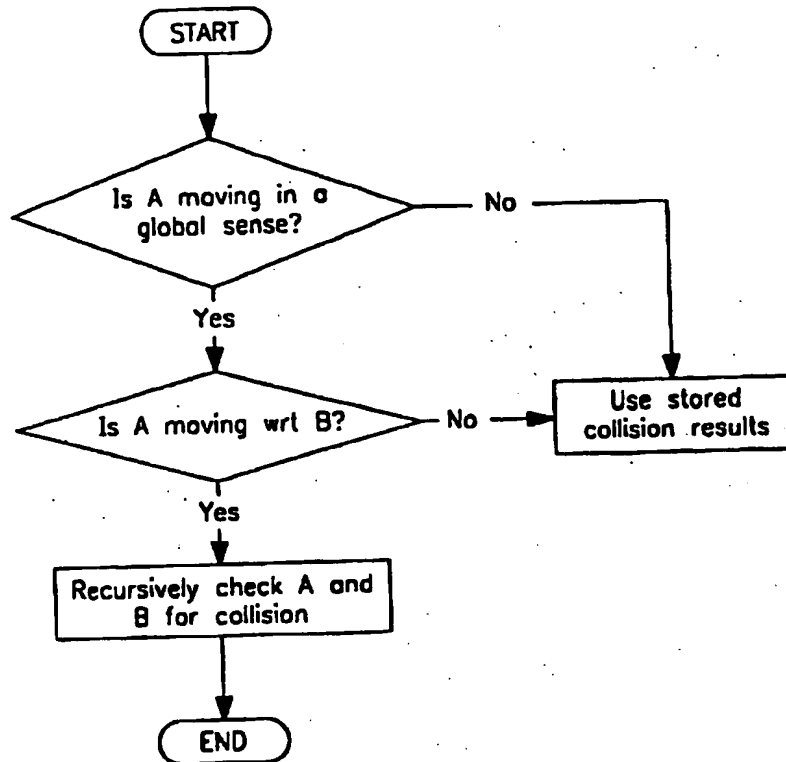 START
Is A moving in a
global sense?
No
Yes
Is A moving wrt B?
No
Use stored
collision results
Yes
Recursively check A and
B for collision
END